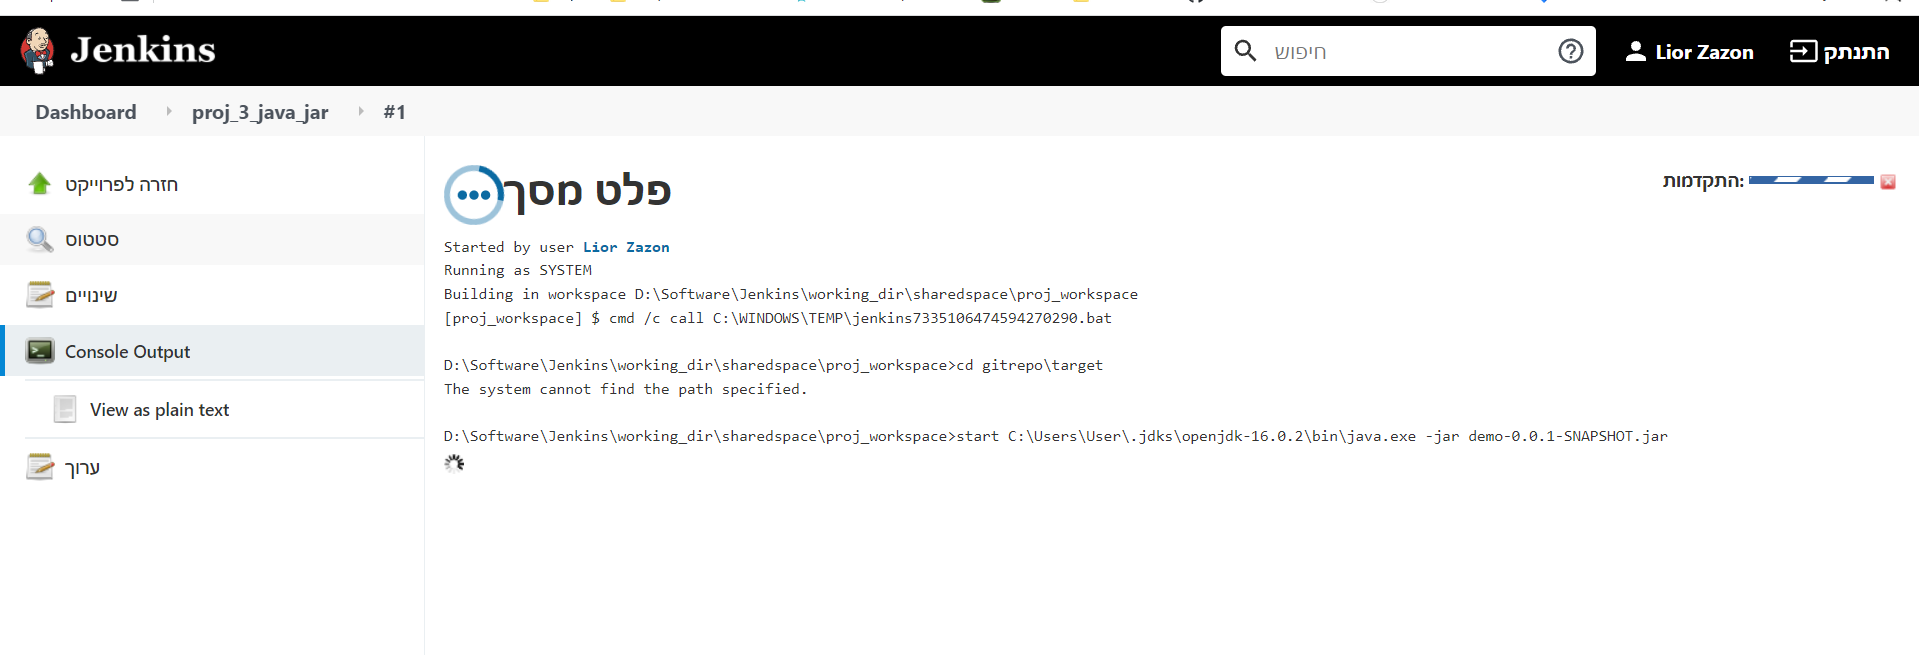 Jenkins
חיפוש
Lior Zazon
התנתק
Dashboard
proj_3_java_jar
#1
חזרה לפרוייקט
סטטוס
שינויים
Console Output
View as plain text
ערוך
פלט מסך
התקדמות:
Started by user Lior Zazon
Running as SYSTEM
Building in workspace D:\Software\Jenkins\working_dir\sharedspace\proj_workspace
[proj_workspace] $ cmd /c call C:\WINDOWS\TEMP\jenkins7335106474594270290.bat
D:\Software\Jenkins\working_dir\sharedspace\proj_workspace>cd gitrepo\target
The system cannot find the path specified.
D:\Software\Jenkins\working_dir\sharedspace\proj_workspace>start C:\Users\User\.jdks\openjdk-16.0.2\bin\java.exe -jar demo-0.0.1-SNAPSHOT.jar